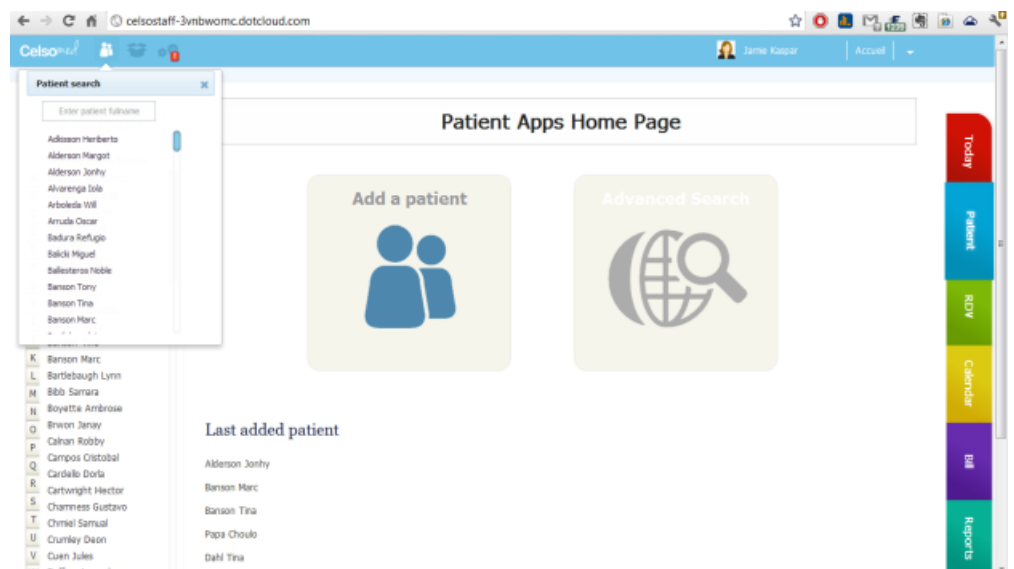 celsostaff-3vnbwomc.dotcloud.com
Celsomed
Jamie Kaspar
Accueil
Patient search
Enter patient fullname
Adkisson Heriberto
Alderson Margot
Alderson Jonhy
Alvarenga Iola
Arboleda Will
Arruda Oscar
Badura Refugio
Balicki Miguel
Ballesteros Noble
Banson Tony
Banson Tina
Banson Marc
Patient Apps Home Page
Add a patient
Advanced Search
K Banson Marc
L Bartlebaugh Lynn
M Bibb Samara
N Boyette Ambrose
O Brwon Janay
P Calnan Robby
Q Campos Cristobal
R Cardello Dorla
Cartwright Hector
S Chamness Gustavo
T Chmiel Samual
U Crumley Deon
V Cuen Jules
Last added patient
Alderson Jonhy
Banson Marc
Banson Tina
Papa Choulo
Dahl Tina
Today
Patient
RDV
Calendar
Bill
Reports